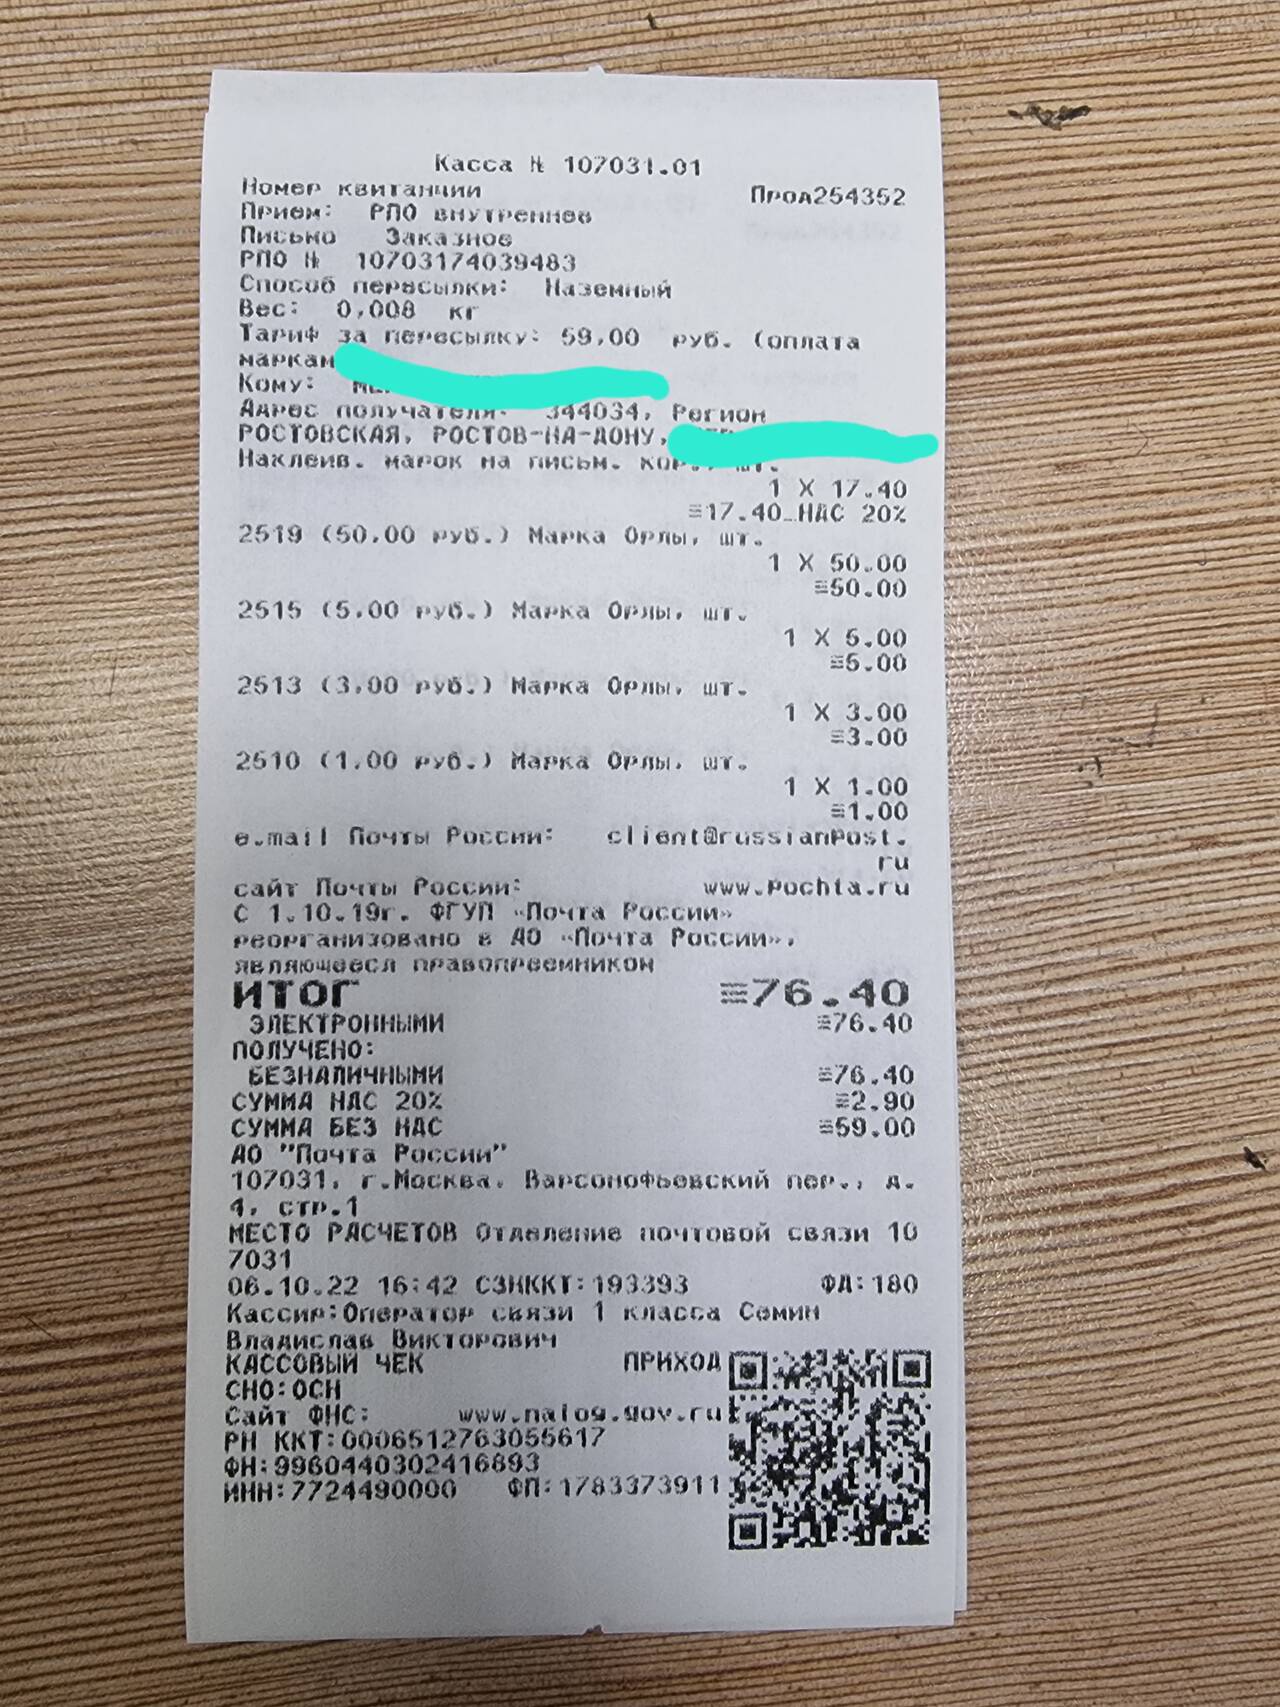 Касса № 107031.01
Номер квитанции Прод254352
Прием: РПО внутреннее
Письмо Заказное
РПО № 10703174039483
Способ пересылки: Наземный
Вес: 0,008 кг
Тариф за пересылку: 59,00 руб. (оплата
маркам
Кому:
Адрес получателя: 344034, Регион
РОСТОВСКАЯ, РОСТОВ-НА-ДОНУ,
Наклеив. марок на письм. кор., шт.
1 X 17.40
≡17.40_НДС 20%
2519 (50,00 руб.) Марка Орлы, шт.
1 X 50.00
≡50.00
2515 (5,00 руб.) Марка Орлы, шт.
1 X 5.00
≡5.00
2513 (3,00 руб.) Марка Орлы, шт.
1 X 3.00
≡3.00
2510 (1,00 руб.) Марка Орлы, шт.
1 X 1.00
≡1.00
e.mail Почты России: client@russianPost.
ru
сайт Почты России: www.Pochta.ru
С 1.10.19г. ФГУП «Почта России»
реорганизовано в АО «Почта России»,
являющееся правопреемником
ИТОГ ≡76.40
ЭЛЕКТРОННЫМИ ≡76.40
ПОЛУЧЕНО:
БЕЗНАЛИЧНЫМИ ≡76.40
СУММА НДС 20% ≡2.90
СУММА БЕЗ НДС ≡59.00
АО "Почта России"
107031, г.Москва, Варсонофьевский пер., д.
4, стр.1
МЕСТО РАСЧЕТОВ Отделение почтовой связи 10
7031
06.10.22 16:42 СЗНККТ:193393 ФД:180
Кассир:Оператор связи 1 класса Семин
Владислав Викторович
КАССОВЫЙ ЧЕК ПРИХОД
СНО:ОСН
Сайт ФНС: www.nalog.gov.ru
РН ККТ:0006512763055617
ФН:9960440302416893
ИНН:7724490000 ФП:1783373911